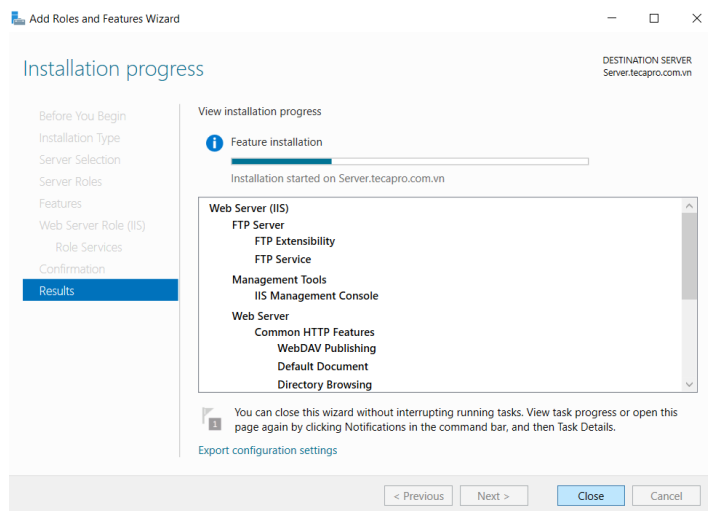 Add Roles and Features Wizard
Installation progress
DESTINATION SERVER
Server.tecapro.com.vn
Before You Begin
Installation Type
Server Selection
Server Roles
Features
Web Server Role (IIS)
Role Services
Confirmation
Results
View installation progress
Feature installation
Installation started on Server.tecapro.com.vn
Web Server (IIS)
FTP Server
FTP Extensibility
FTP Service
Management Tools
IIS Management Console
Web Server
Common HTTP Features
WebDAV Publishing
Default Document
Directory Browsing
1
You can close this wizard without interrupting running tasks. View task progress or open this
page again by clicking Notifications in the command bar, and then Task Details.
Export configuration settings
< Previous
Next >
Close
Cancel